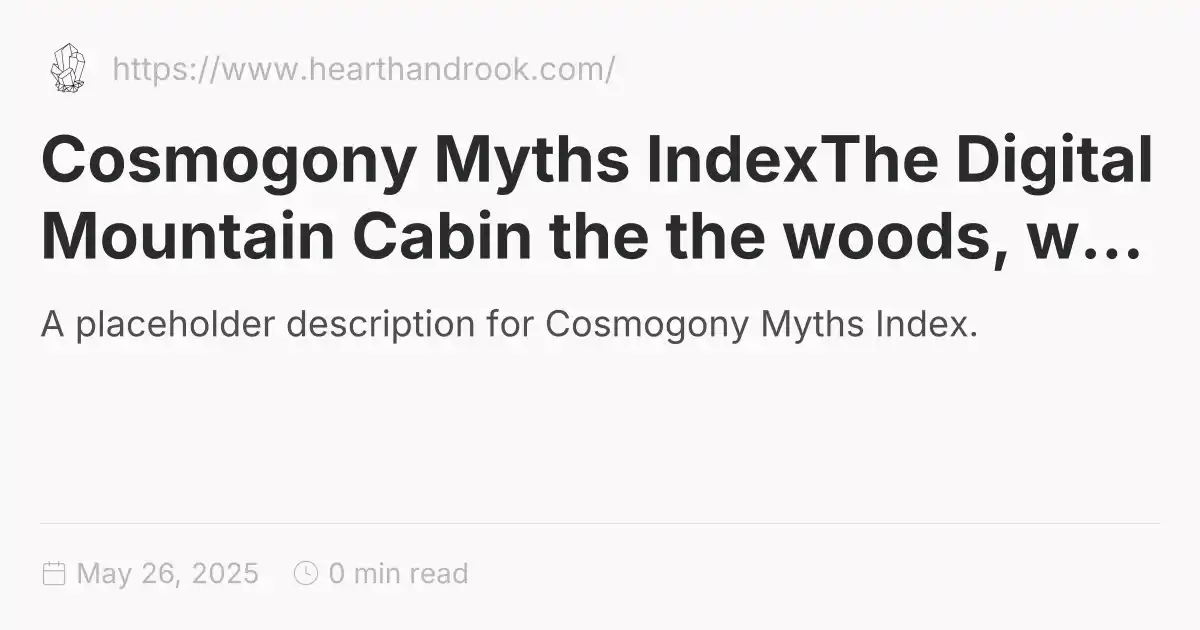 https://www.hearthandrook.com/
Cosmogony Myths IndexThe Digital
Mountain Cabin the the woods, w...
A placeholder description for Cosmogony Myths Index.
May 26, 2025 0 min read